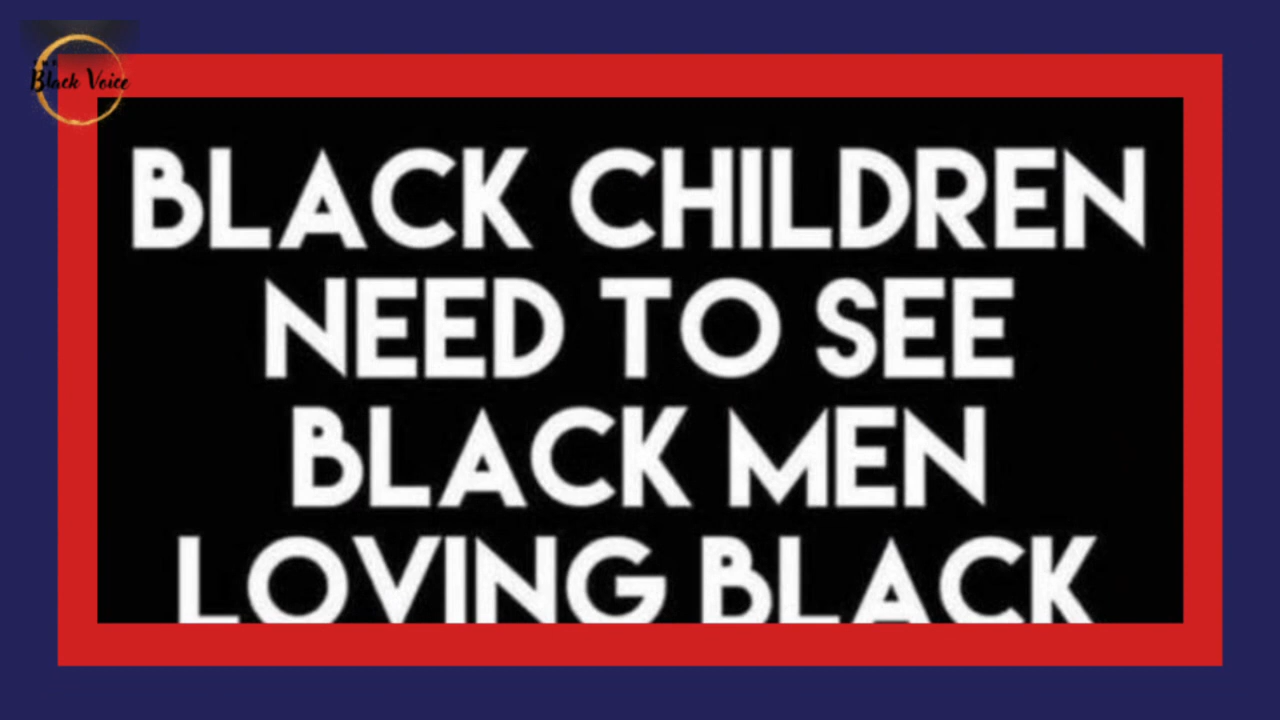 Black Voice
BLACK CHILDREN
NEED TO SEE
BLACK MEN
LOVING BLACK